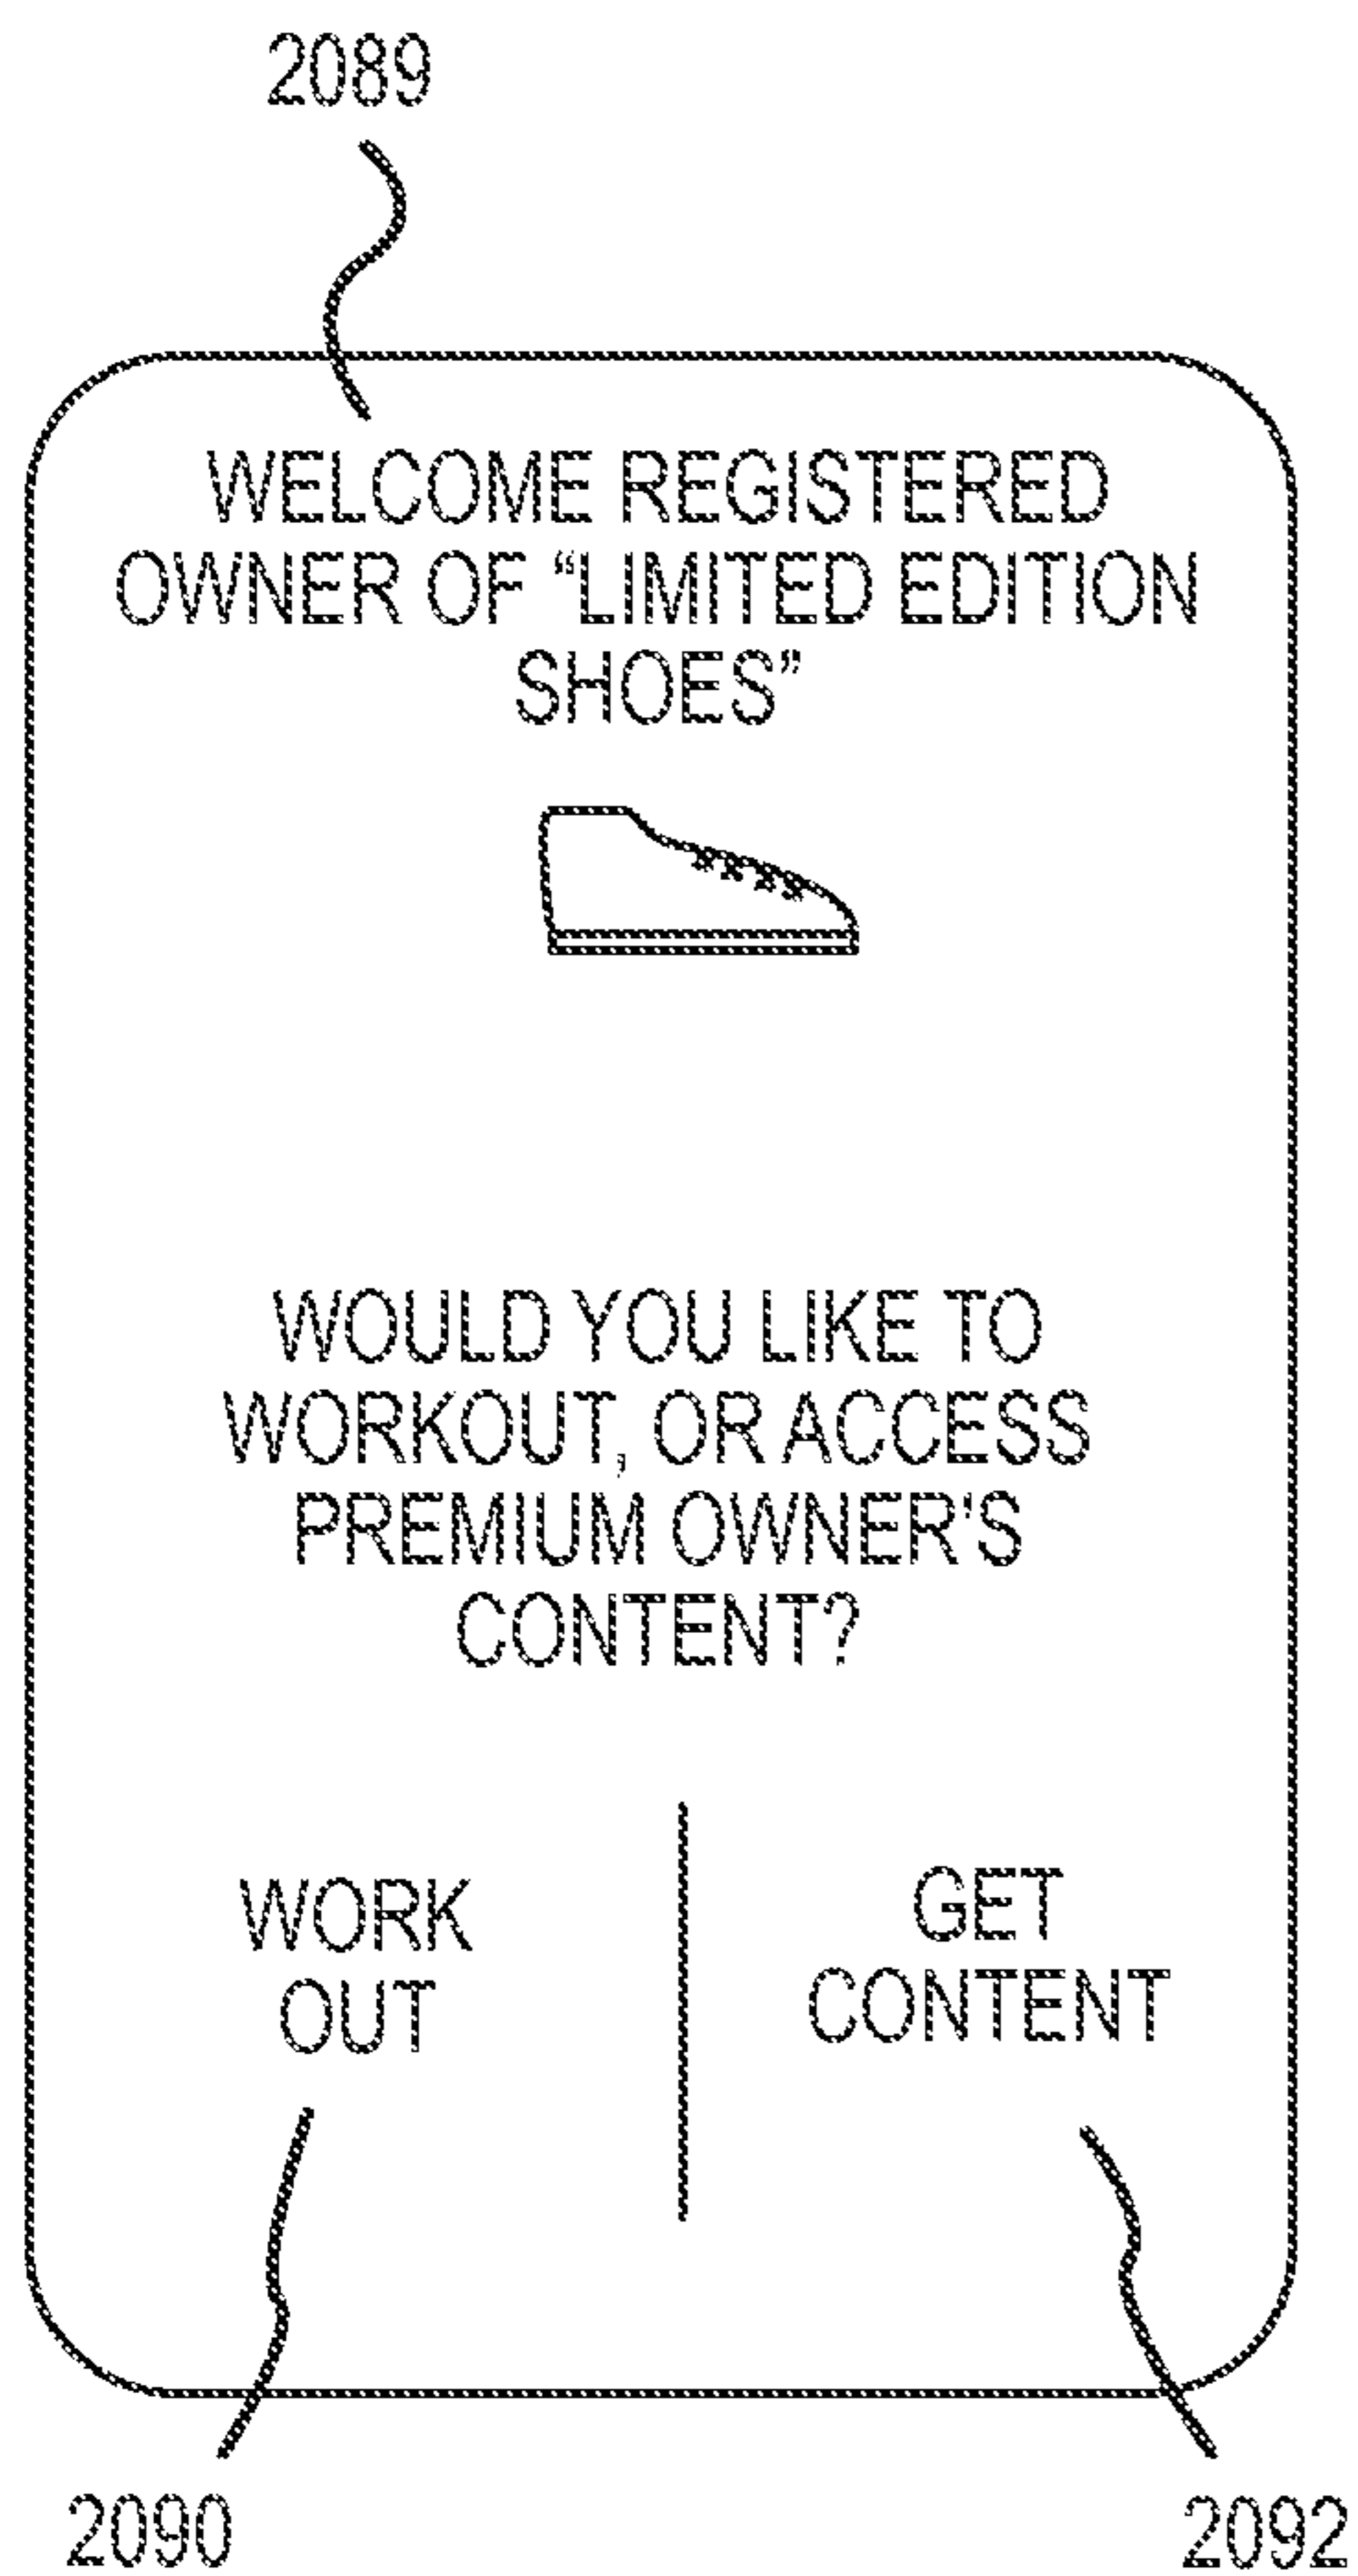 2089
WELCOME REGISTERED
OWNER OF “LIMITED EDITION
SHOES”
WOULD YOU LIKE TO
WORKOUT, OR ACCESS
PREMIUM OWNER'S
CONTENT?
WORK
OUT
GET
CONTENT
2090
2092